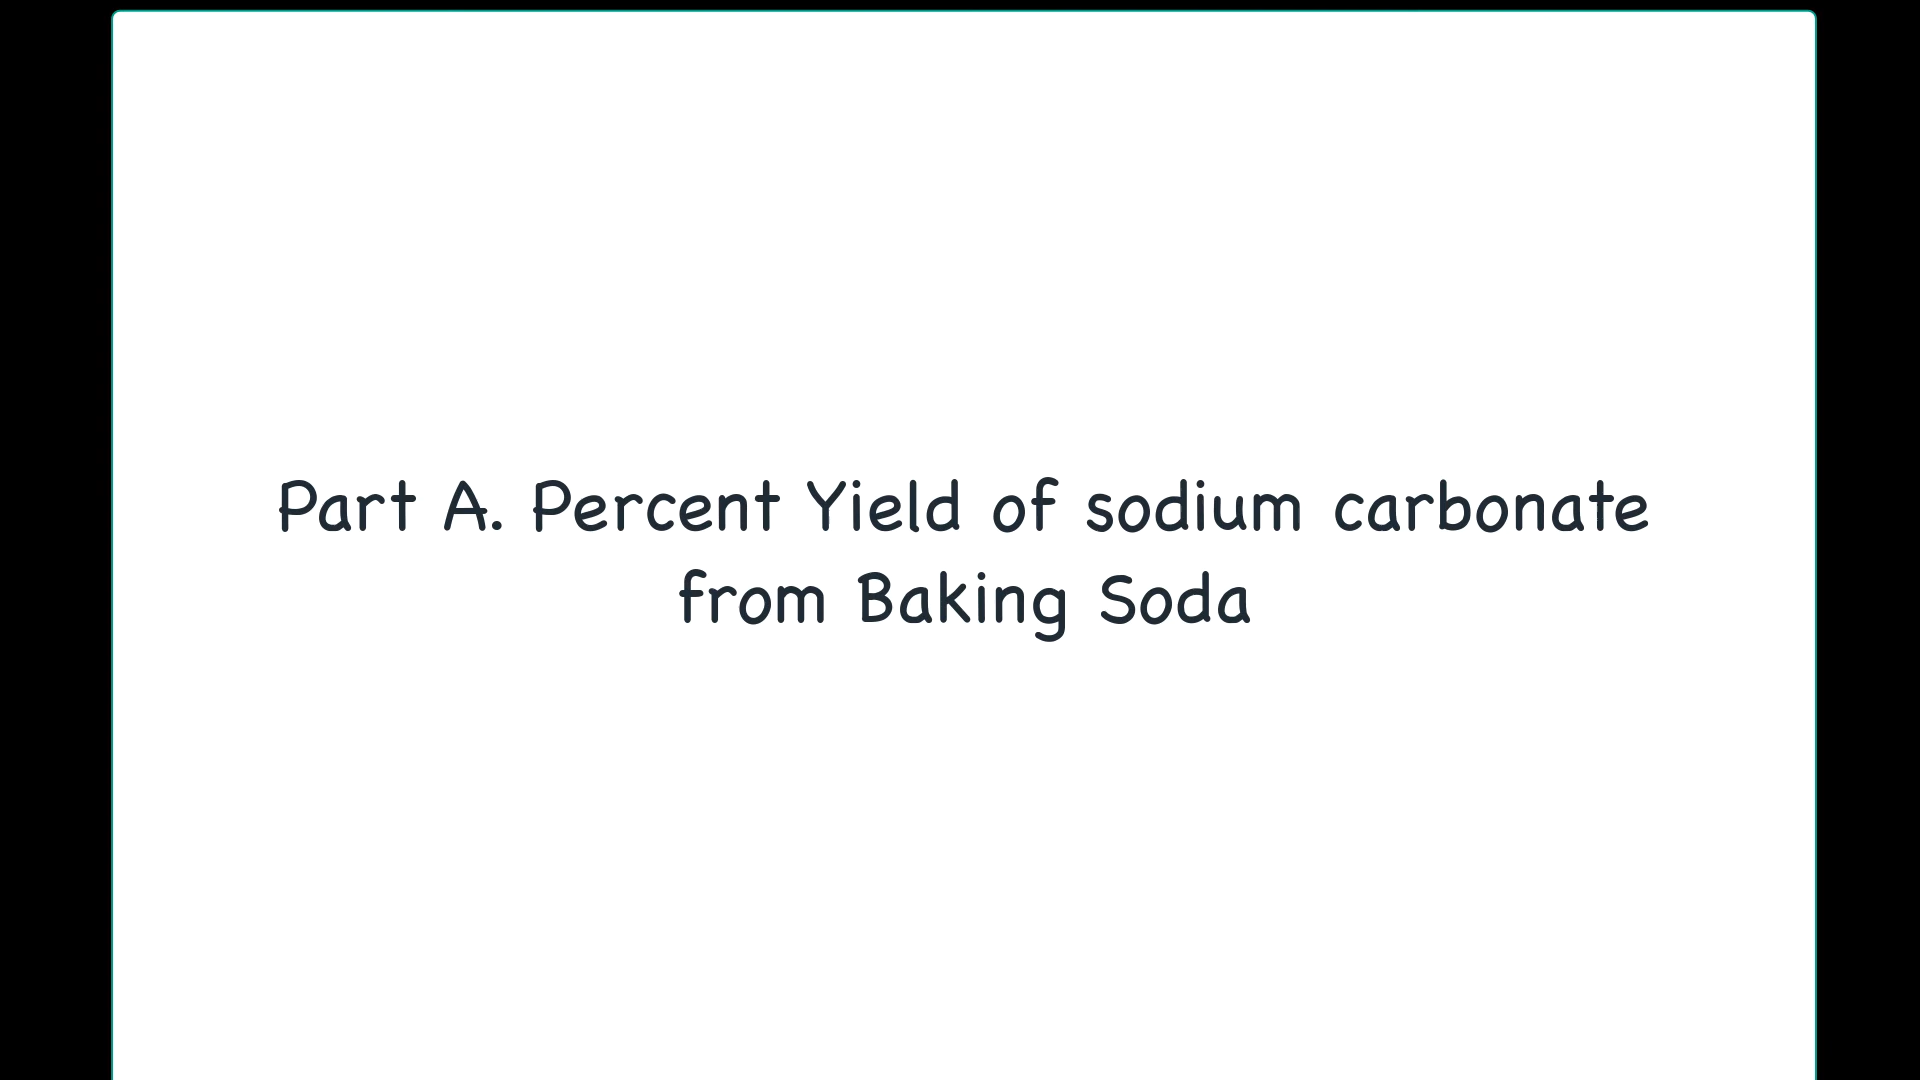 Part A. Percent Yield of sodium carbonate
from Baking Soda